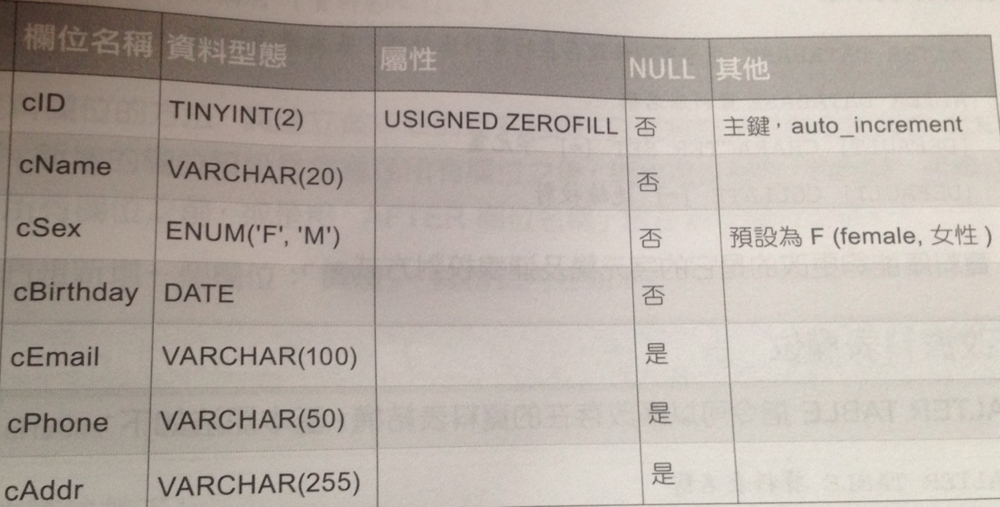 欄位名稱 資料型態 屬性 NULL 其他
cID TINYINT(2) USIGNED ZEROFILL 否 主鍵，auto_increment
cName VARCHAR(20) 否
cSex ENUM('F', 'M') 否 預設為 F (female, 女性)
cBirthday DATE 否
cEmail VARCHAR(100) 是
cPhone VARCHAR(50) 是
cAddr VARCHAR(255) 是